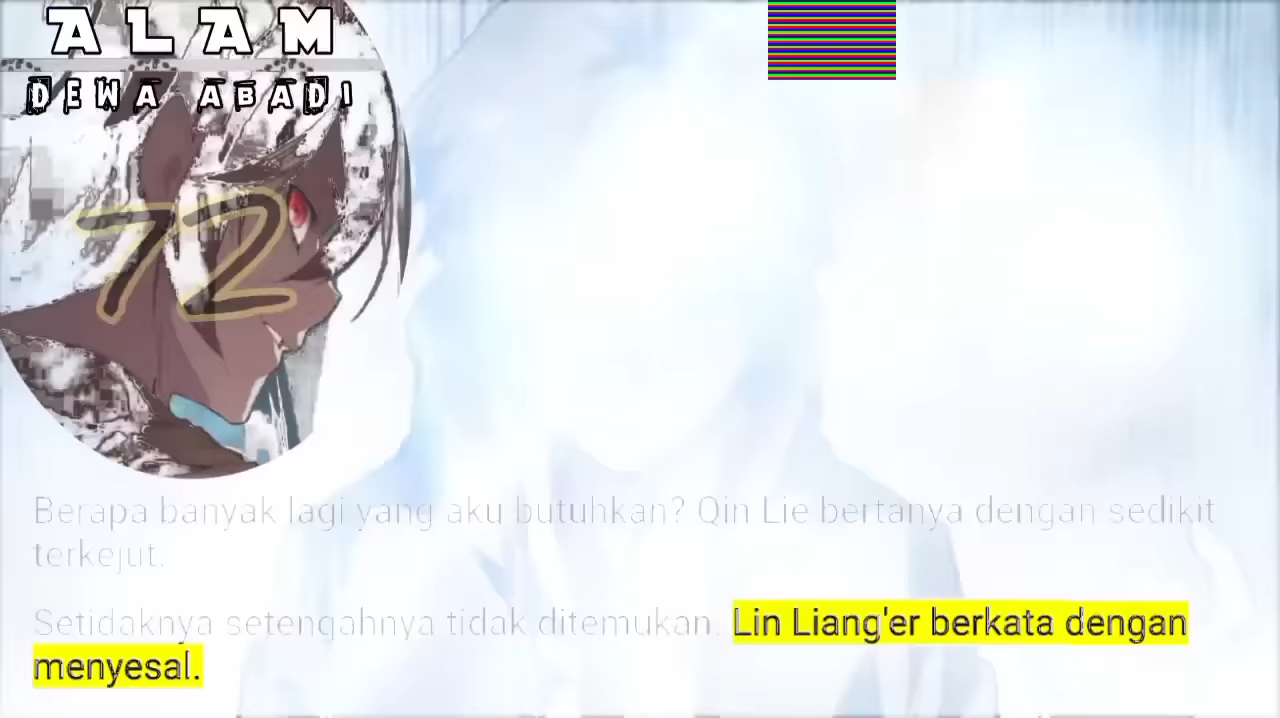 ALAM
DEWA ABADI
72
Berapa banyak lagi yang aku butuhkan? Qin Lie bertanya dengan sedikit
terkejut.
Setidaknya setengahnya tidak ditemukan. Lin Liang'er berkata dengan
menyesal.